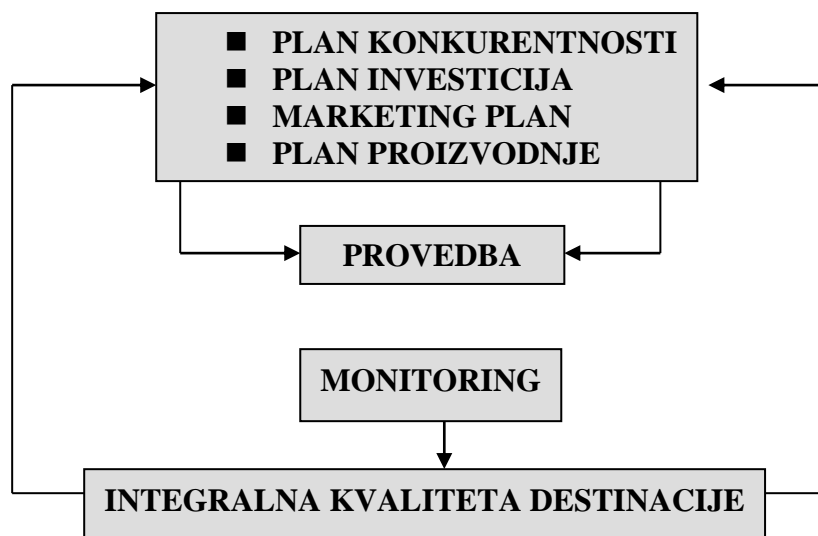 ■ PLAN KONKURENTNOSTI
■ PLAN INVESTICIJA
■ MARKETING PLAN
■ PLAN PROIZVODNJE
PROVEDBA
MONITORING
INTEGRALNA KVALITETA DESTINACIJE